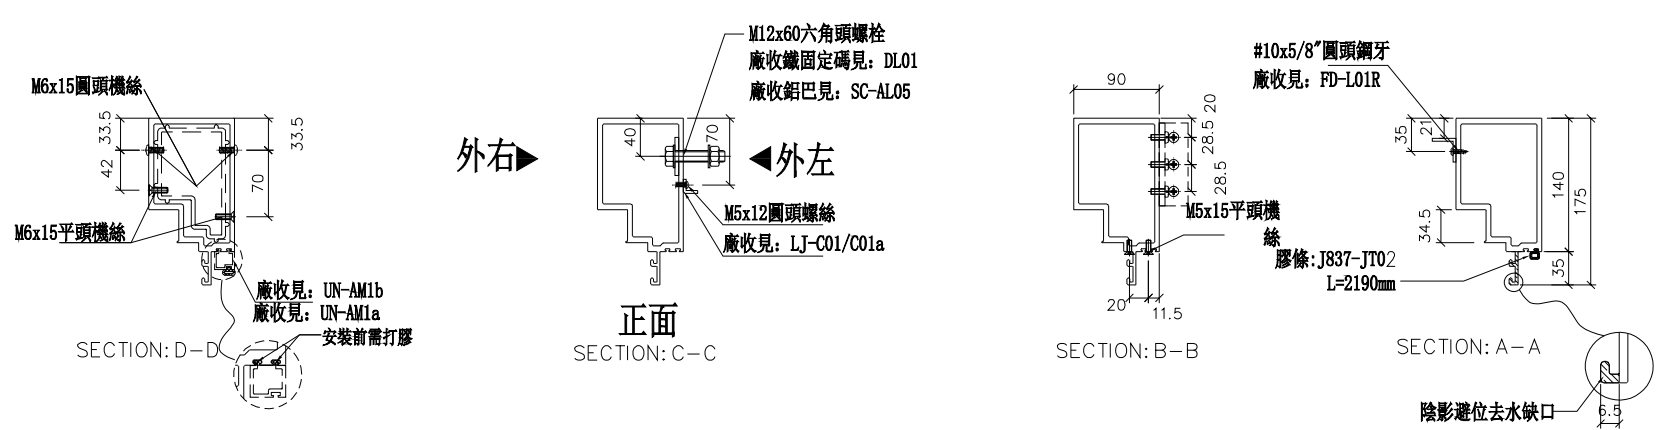 M6x15圓頭機絲
33.5
33.5
42
70
M6x15平頭機絲
廠收見: UN-AM1b
廠收見: UN-AM1a
安裝前需打膠
SECTION: D-D
外右
M12x60六角頭螺栓
廠收鐵固定碼見: DL01
廠收鋁巴見: SC-AL05
40
70
外左
M5x12圓頭螺絲
廠收見: LJ-C01/C01a
正面
SECTION: C-C
90
20
28.5
28.5
M5x15平頭機
絲
20
11.5
SECTION: B-B
#10x5/8"圓頭鋼牙
廠收見: FD-L01R
35
21
140
175
34.5
35
膠條:J837-JT02
L=2190mm
SECTION: A-A
陰影避位去水缺口
6.5